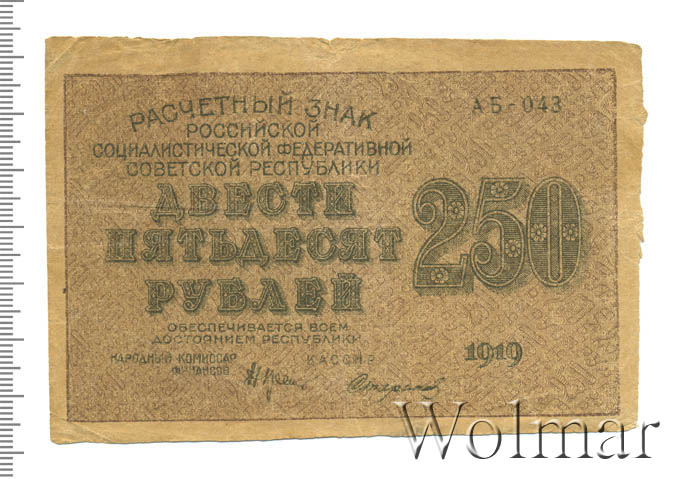 РАСЧЕТНЫЙ ЗНАК
АБ-043
РОССИЙСКОЙ
СОЦИАЛИСТИЧЕСКОЙ ФЕДЕРАТИВНОЙ
СОВЕТСКОЙ РЕСПУБЛИКИ
ДВЕСТИ
ПЯТЬДЕСЯТ
РУБЛЕЙ
250
ОБЕСПЕЧИВАЕТСЯ ВСЕМ
ДОСТОЯНИЕМ РЕСПУБЛИКИ
НАРОДНЫЙ КОМИССАР
ФИНАНСОВ
КАССИР
1919
Wolmar